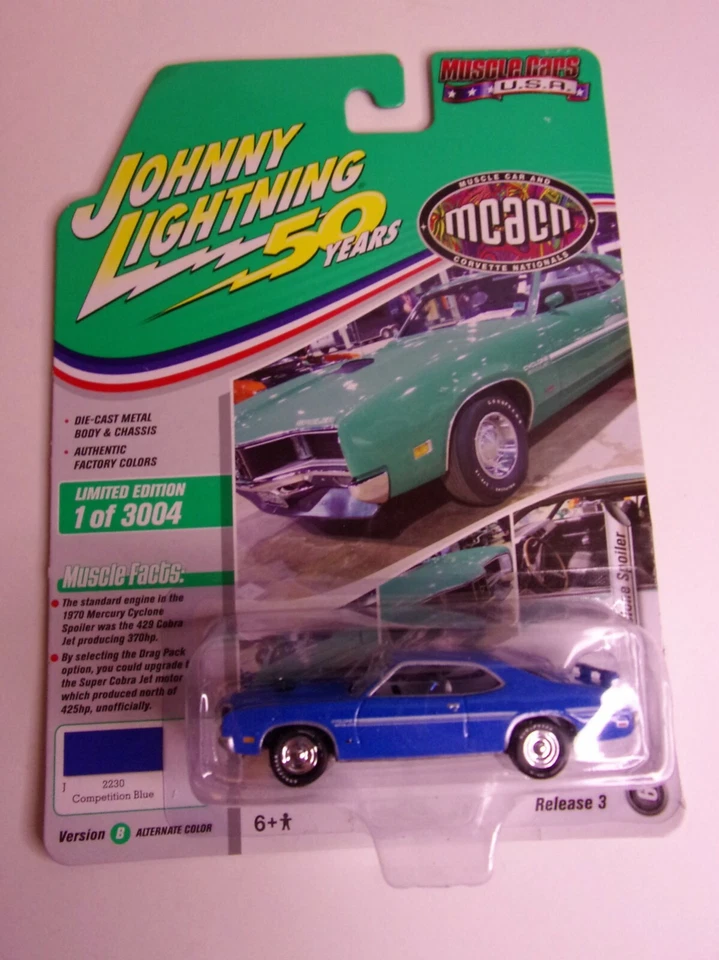 Muscle Cars
U.S.A.
JOHNNY
LIGHTNING
50
YEARS
MUSCLE CAR AND
mcacn
CORVETTE NATIONALS
• DIE-CAST METAL
BODY & CHASSIS
• AUTHENTIC
FACTORY COLORS
LIMITED EDITION
1 of 3004
Muscle Facts:
• The standard engine in the
1970 Mercury Cyclone
Spoiler was the 429 Cobra
Jet producing 370hp.
• By selecting the Drag Pack
option, you could upgrade
the Super Cobra Jet motor
which produced north of
425hp, unofficially.
Spoiler
J 2230
Competition Blue
Version B ALTERNATE COLOR
6+
Release 3
B